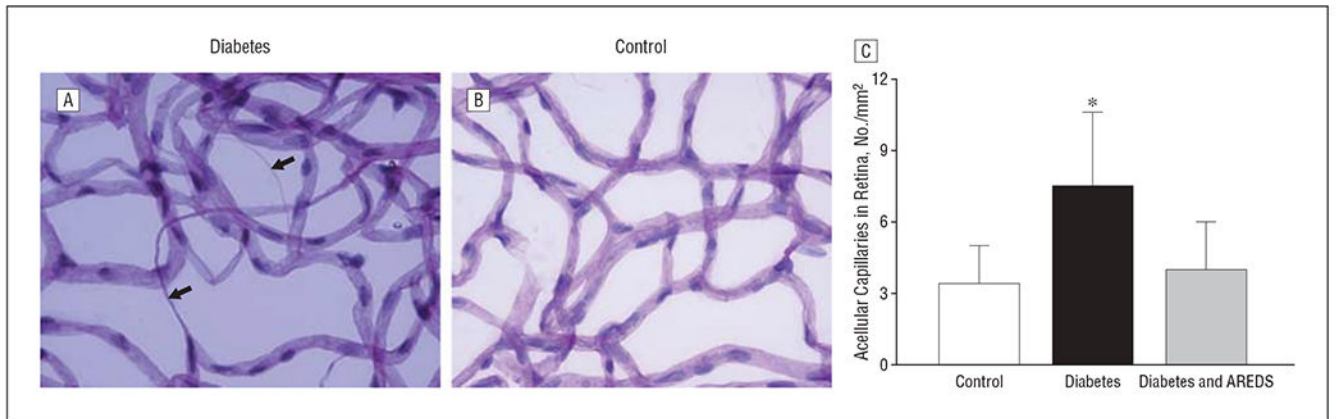 Diabetes
Control
A
B
C
Acellular Capillaries in Retina, No./mm²
12
9
6
3
0
*
Control
Diabetes
Diabetes and AREDS